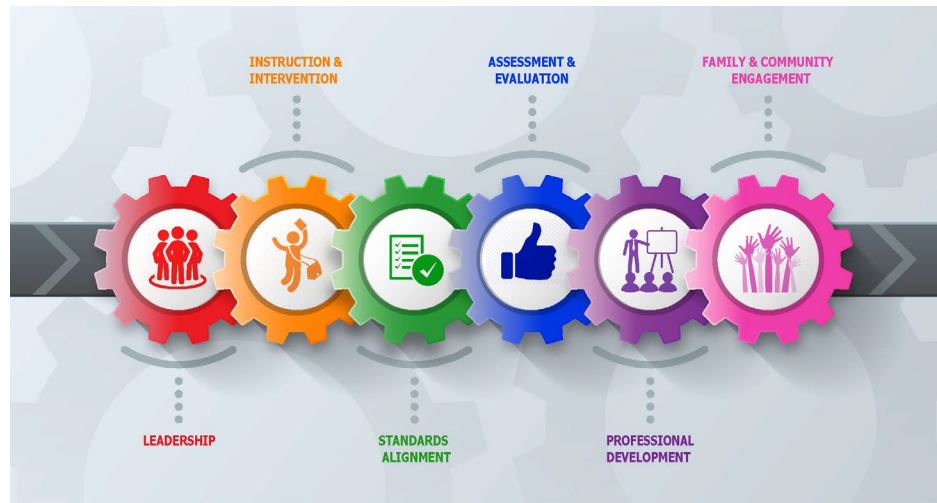 INSTRUCTION &
INTERVENTION
ASSESSMENT &
EVALUATION
FAMILY & COMMUNITY
ENGAGEMENT
LEADERSHIP
STANDARDS
ALIGNMENT
PROFESSIONAL
DEVELOPMENT